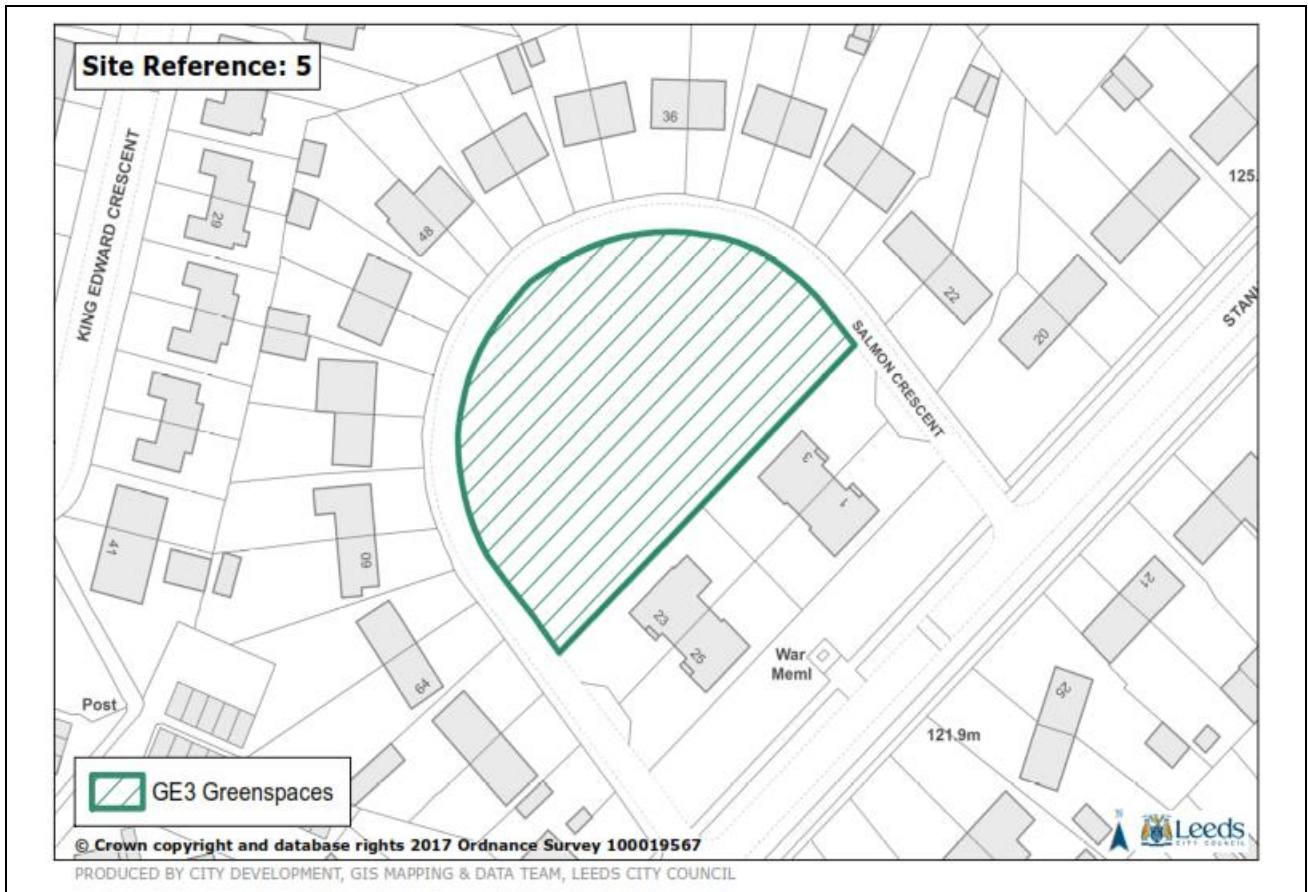 Site Reference: 5
KING EDWARD CRESCENT
29
36
48
125.
22
20
STANI
SALMON CRESCENT
3
1
41
60
23
25
64
War
Meml
21
25
Post
121.9m
GE3 Greenspaces
N
Leeds
CITY COUNCIL
© Crown copyright and database rights 2017 Ordnance Survey 100019567
PRODUCED BY CITY DEVELOPMENT, GIS MAPPING & DATA TEAM, LEEDS CITY COUNCIL